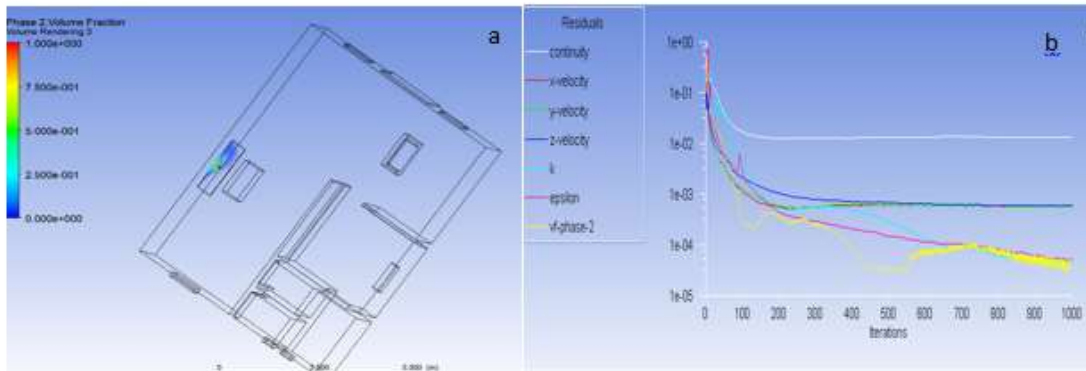 Phase 2.Volume Fraction
Volume Rendering 3
1.000e+000
7.500e-001
5.000e-001
2.501e-001
0.000e+000
a
0
(m)
Residuals
continuity
x-velocity
y-velocity
z-velocity
k
epsilon
vf-phase-2
b
1e+00
1e-01
1e-02
1e-03
1e-04
1e-05
0 100 200 300 400 500 600 700 800 900 1000
Iterations